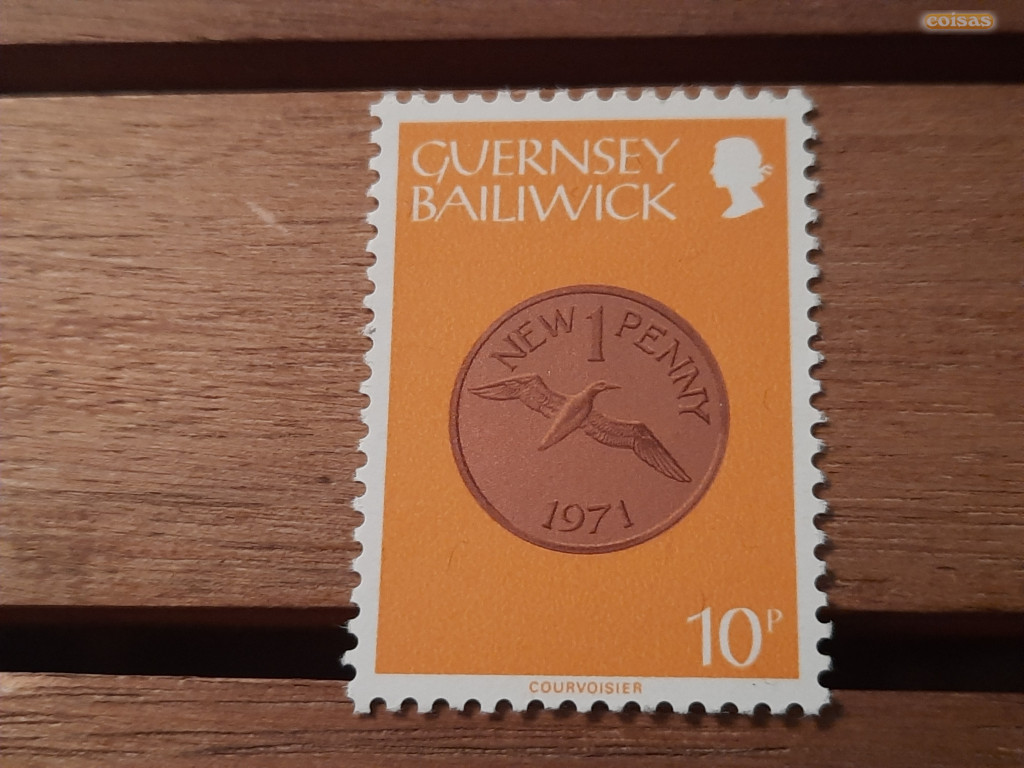 coisas
GUERNSEY
BAILIWICK
NEW 1 PENNY
1971
10P
COURVOISIER